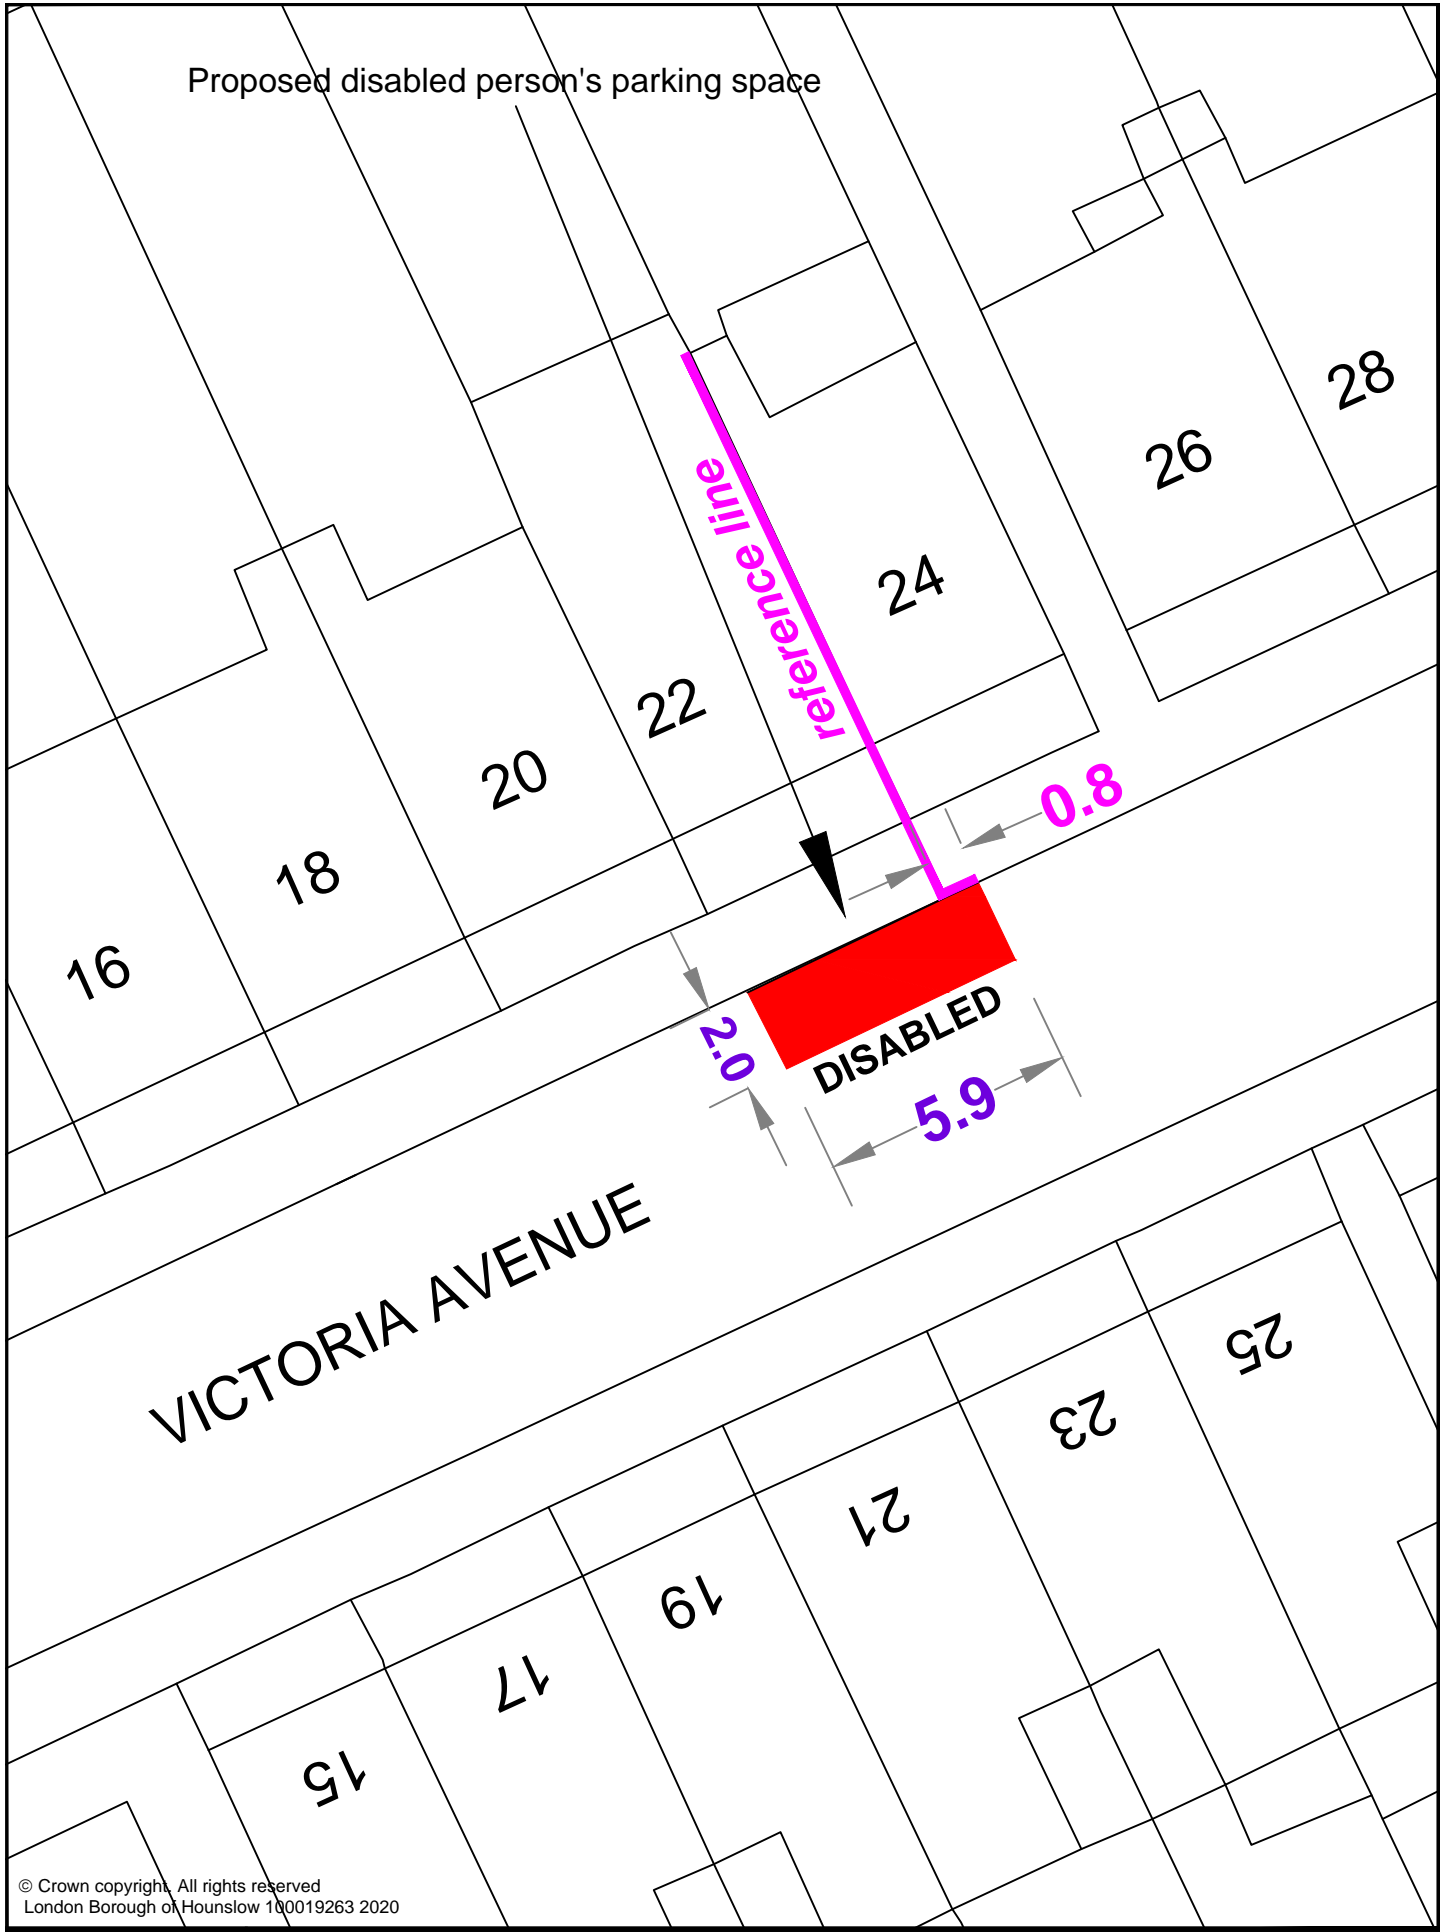 Proposed disabled person's parking space
28
26
reference line
24
22
20
0.8
18
16
DISABLED
2.0
5.9
VICTORIA AVENUE
25
23
21
19
17
15
© Crown copyright. All rights reserved
London Borough of Hounslow 100019263 2020